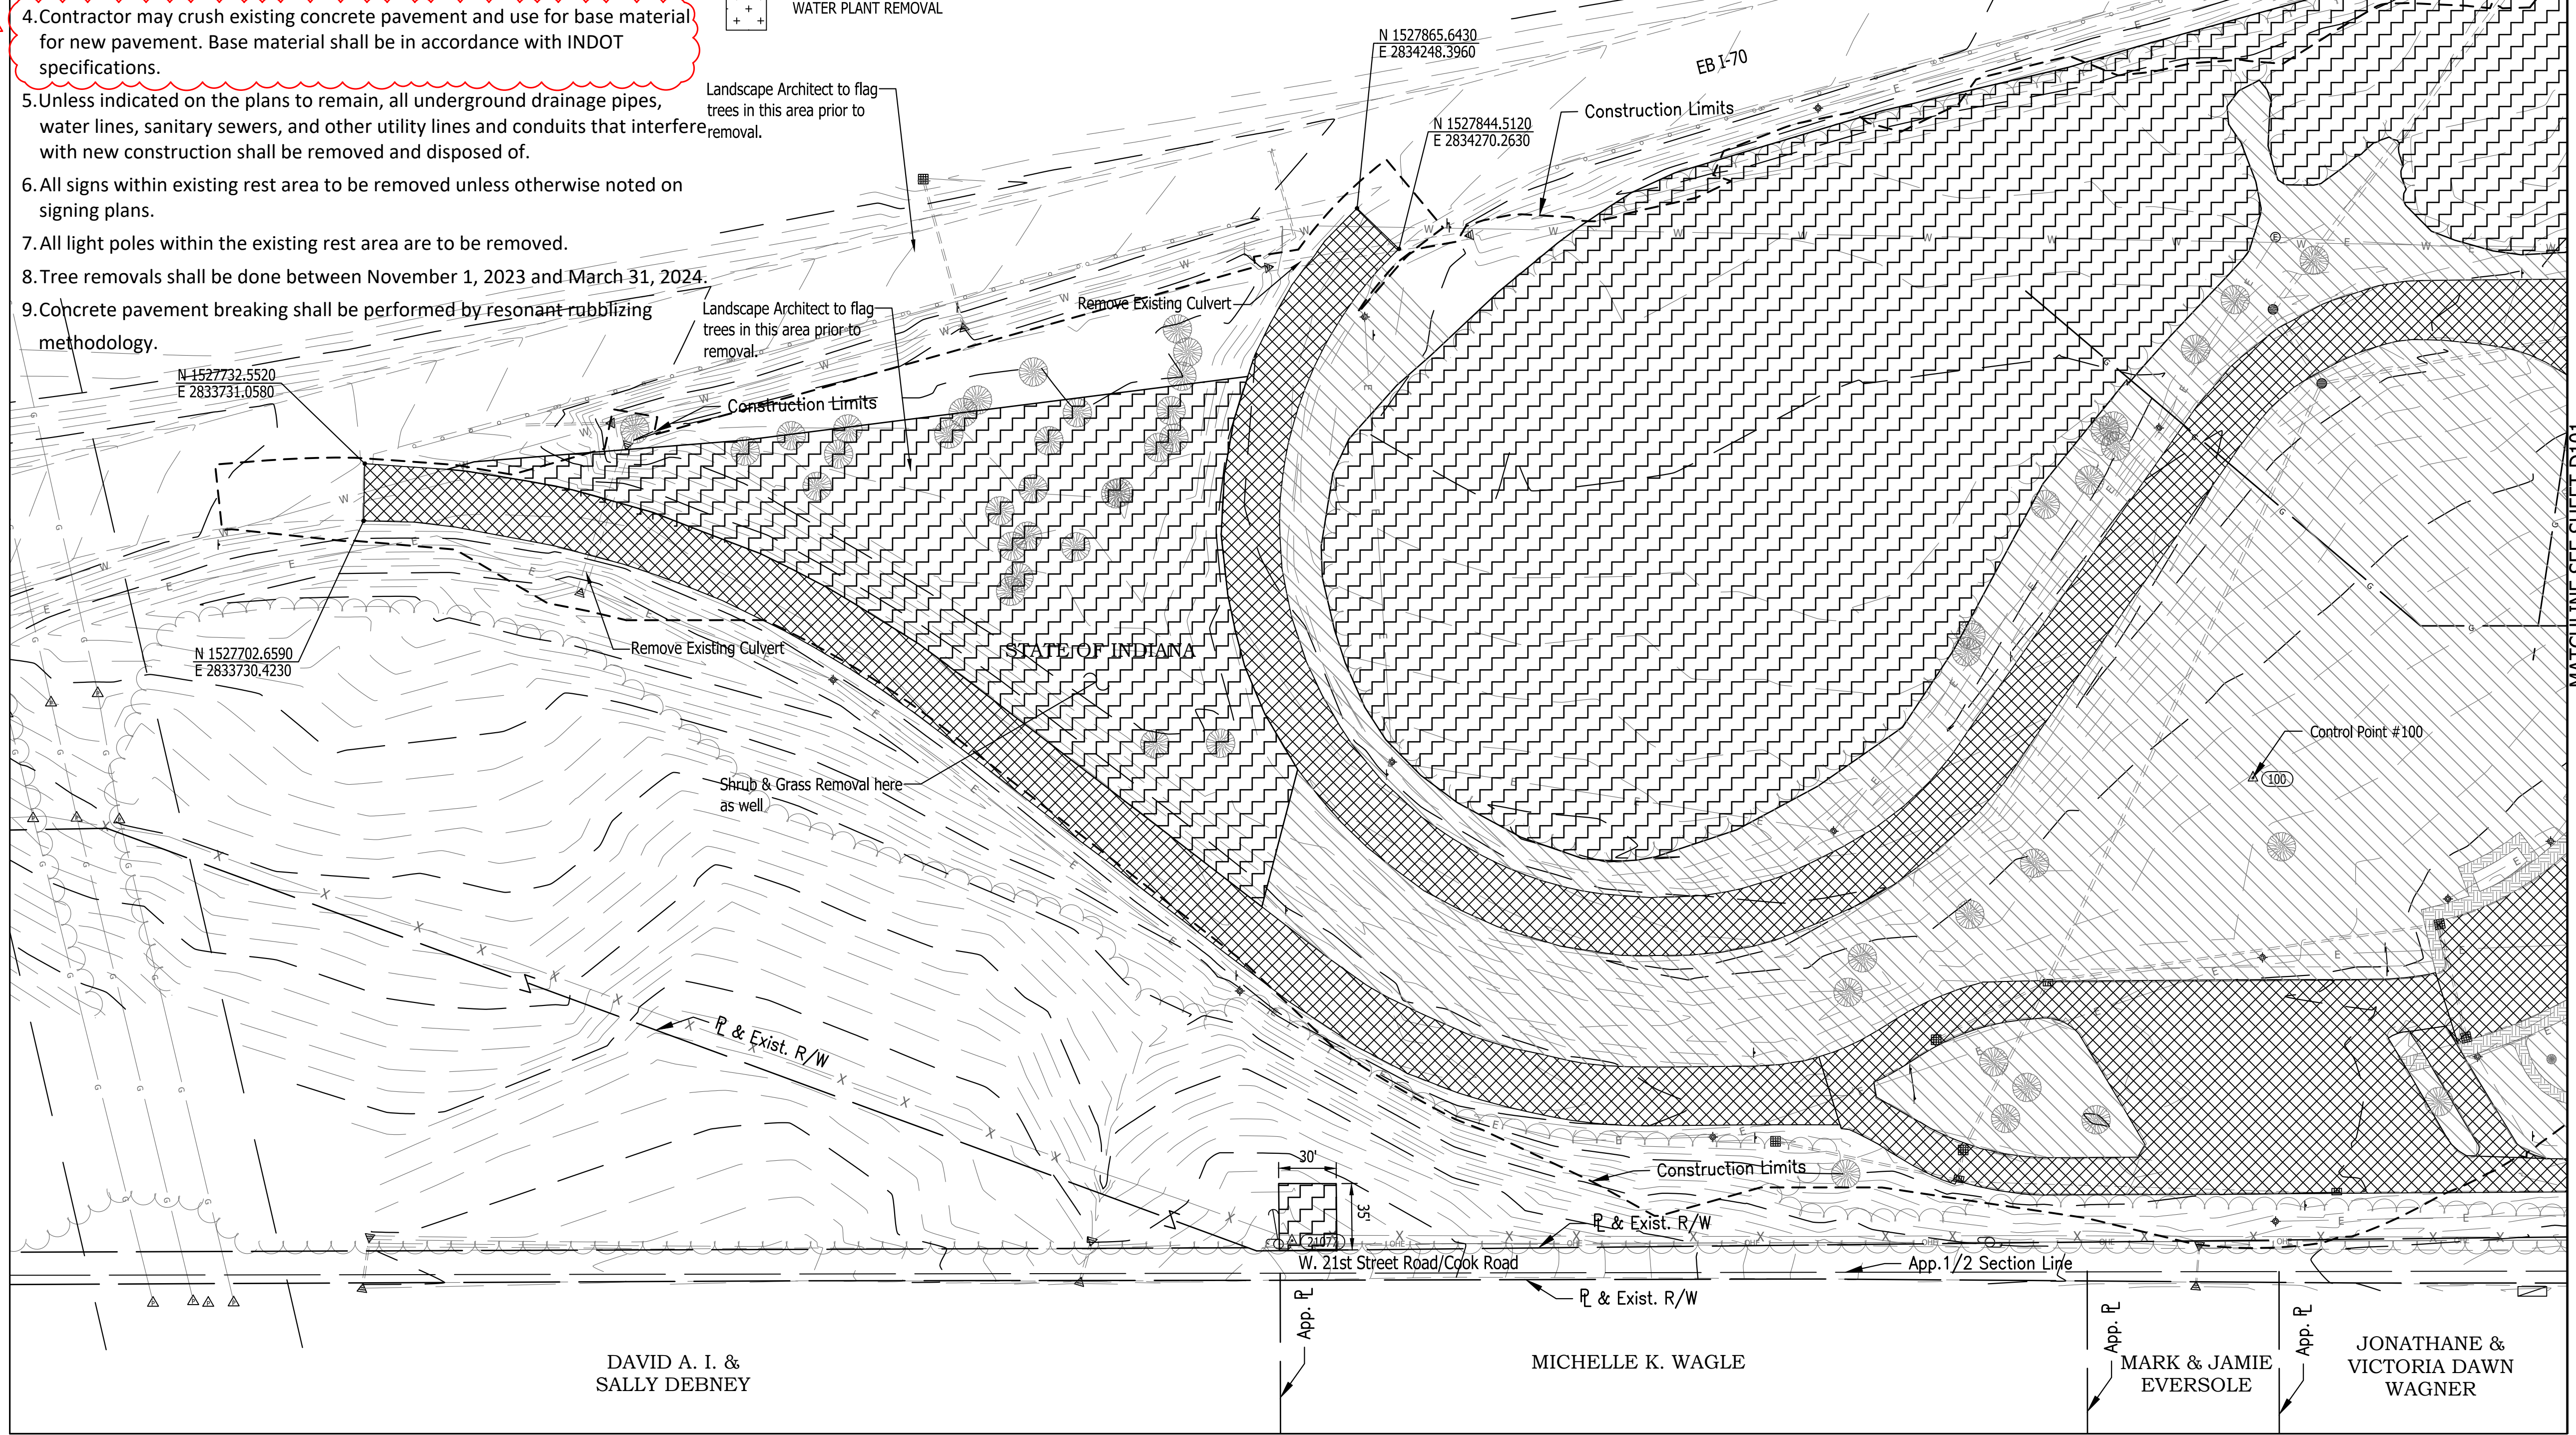 4.Contractor may crush existing concrete pavement and use for base material
for new pavement. Base material shall be in accordance with INDOT
specifications.
5.Unless indicated on the plans to remain, all underground drainage pipes,
water lines, sanitary sewers, and other utility lines and conduits that interfere
with new construction shall be removed and disposed of.
6.All signs within existing rest area to be removed unless otherwise noted on
signing plans.
7.All light poles within the existing rest area are to be removed.
8.Tree removals shall be done between November 1, 2023 and March 31, 2024.
9.Concrete pavement breaking shall be performed by resonant rubblizing
methodology.
WATER PLANT REMOVAL
Landscape Architect to flag
trees in this area prior to
removal.
N 1527865.6430
E 2834248.3960
EB I-70
N 1527844.5120
E 2834270.2630
Construction Limits
Landscape Architect to flag
trees in this area prior to
removal.
Remove Existing Culvert
N 1527732.5520
E 2833731.0580
Construction Limits
N 1527702.6590
E 2833730.4230
Remove Existing Culvert
STATE OF INDIANA
Shrub & Grass Removal here
as well
Control Point #100
100
PL & Exist. R/W
30'
35'
2107
Construction Limits
PL & Exist. R/W
W. 21st Street Road/Cook Road
App.1/2 Section Line
PL & Exist. R/W
App. PL
App. PL
App. PL
DAVID A. I. &
SALLY DEBNEY
MICHELLE K. WAGLE
MARK & JAMIE
EVERSOLE
JONATHANE &
VICTORIA DAWN
WAGNER